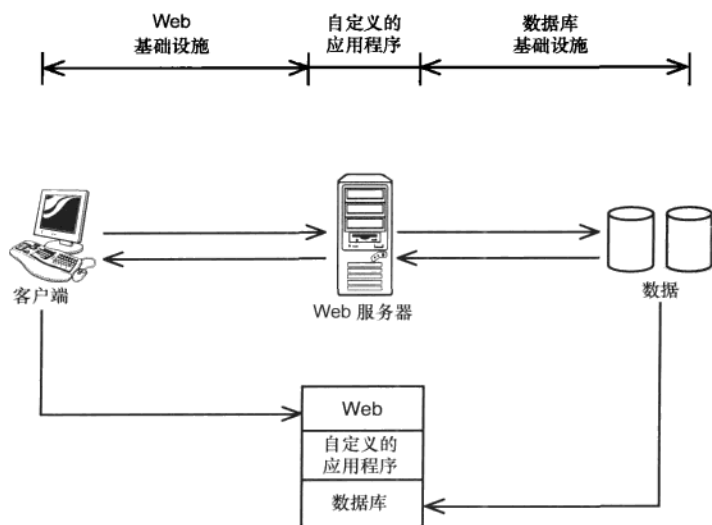 Web
基础设施
自定义的
应用程序
数据库
基础设施
客户端
Web 服务器
数据
Web
自定义的
应用程序
数据库